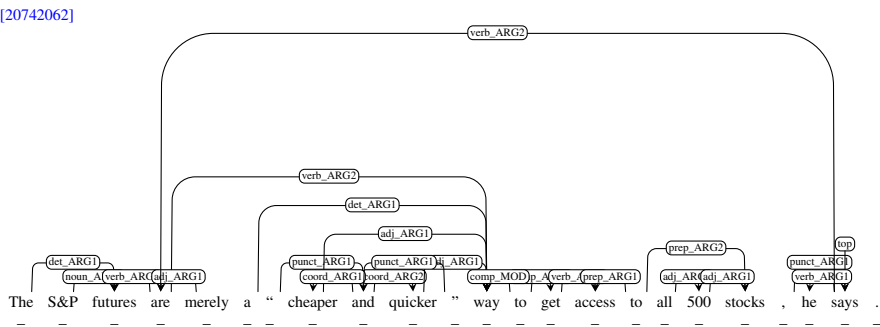 [20742062]
verb_ARG2
verb_ARG2
det_ARG1
adj_ARG1
prep_ARG2 top
det_ARG1 punct_ARG1 punct_ARG1 punct_ARG1
verb_ARG1 adj_ARG1 coord_ARG1 coord_ARG2 comp_MOD prep_ARG1 adj_ARG1 verb_ARG1
The S&P futures are merely a “ cheaper and quicker ” way to get access to all 500 stocks , he says .